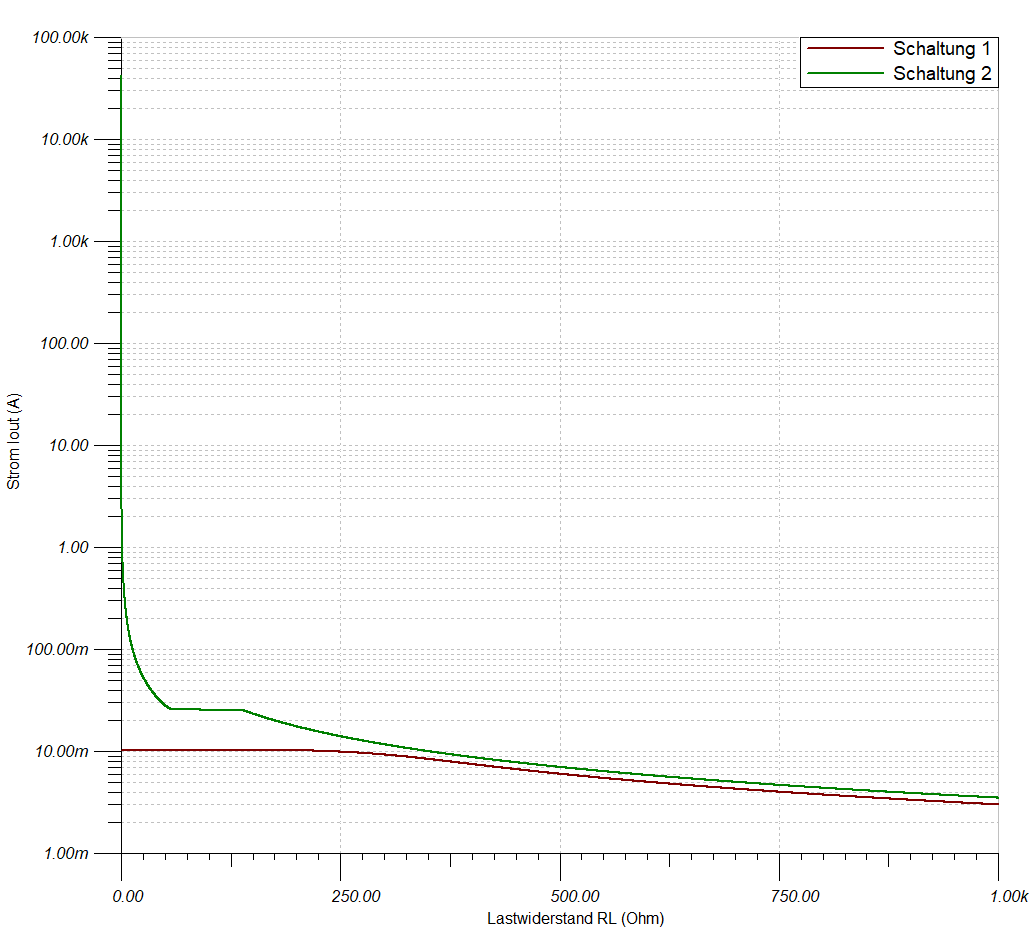 100.00k
Schaltung 1
Schaltung 2
10.00k
1.00k
100.00
10.00
Strom Iout (A)
1.00
100.00m
10.00m
1.00m
0.00 250.00 500.00 750.00 1.00k
Lastwiderstand RL (Ohm)